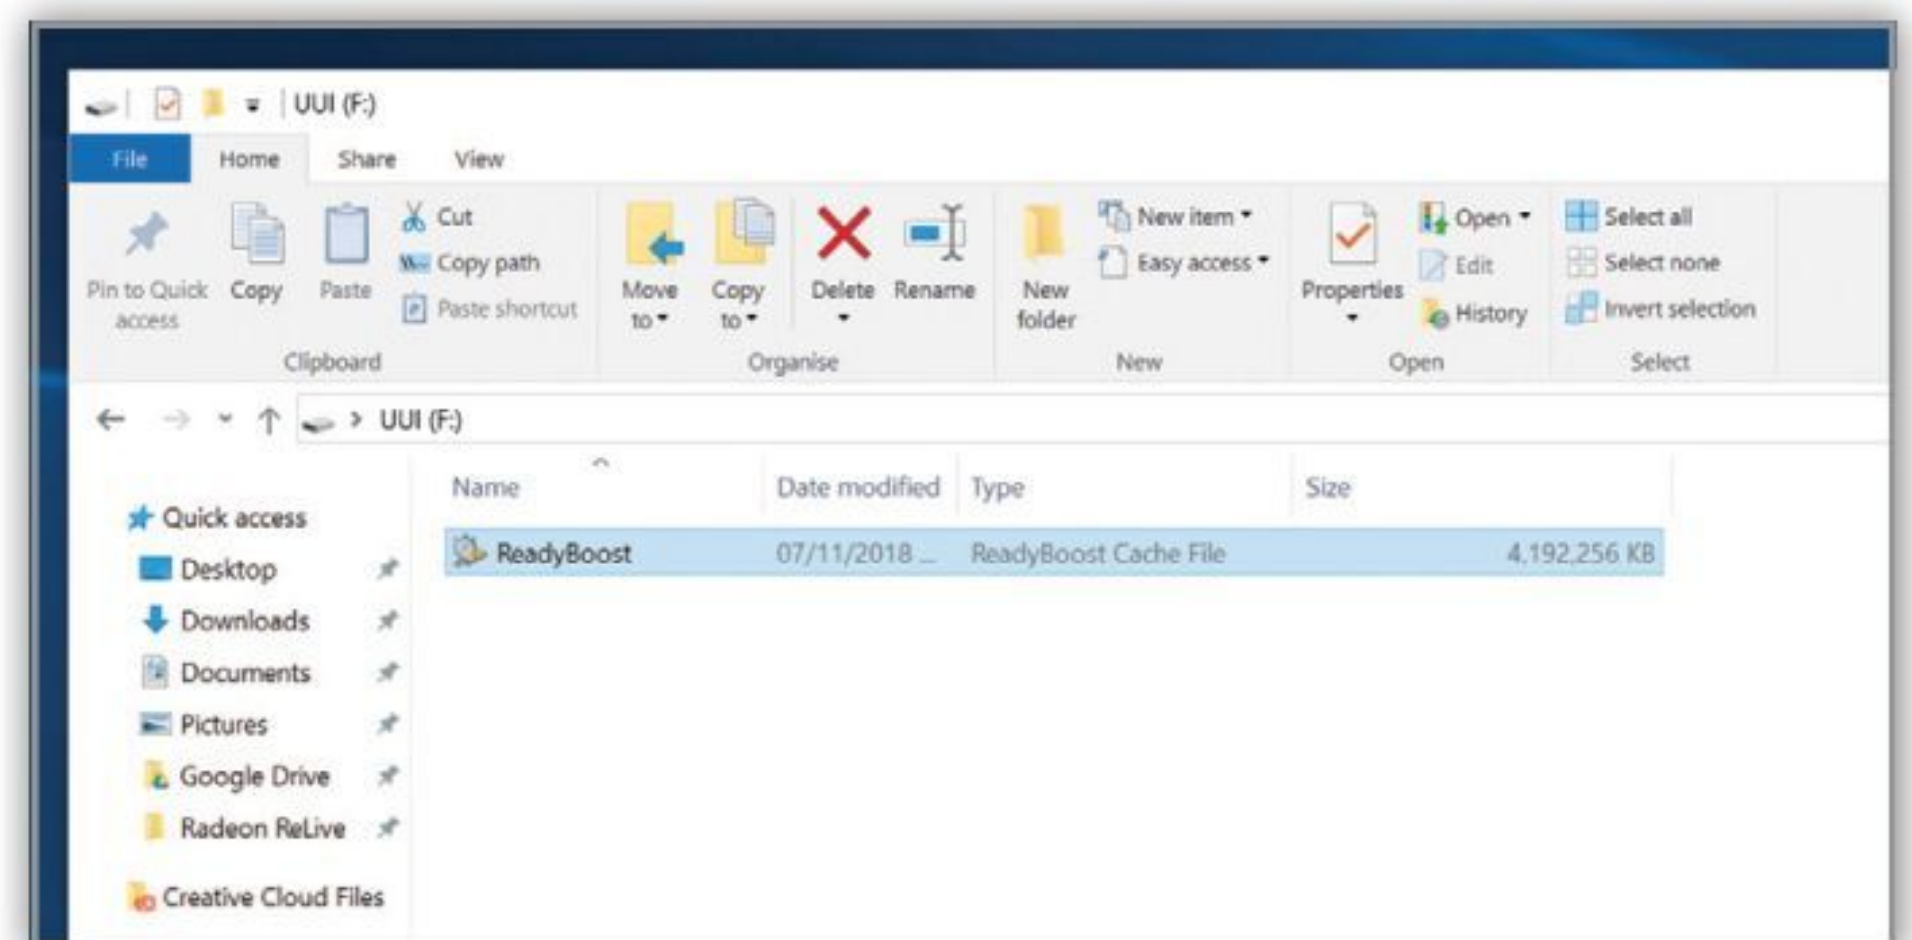 UUI (F:)
File Home Share View
Pin to Quick access
Copy
Paste
Cut
Copy path
Paste shortcut
Clipboard
Move to
Copy to
Delete
Rename
Organise
New folder
New item
Easy access
New
Properties
Open
Edit
History
Open
Select all
Select none
Invert selection
Select
UUI (F:)
Name Date modified Type Size
ReadyBoost 07/11/2018 ... ReadyBoost Cache File 4,192,256 KB
Quick access
Desktop
Downloads
Documents
Pictures
Google Drive
Radeon ReLive
Creative Cloud Files